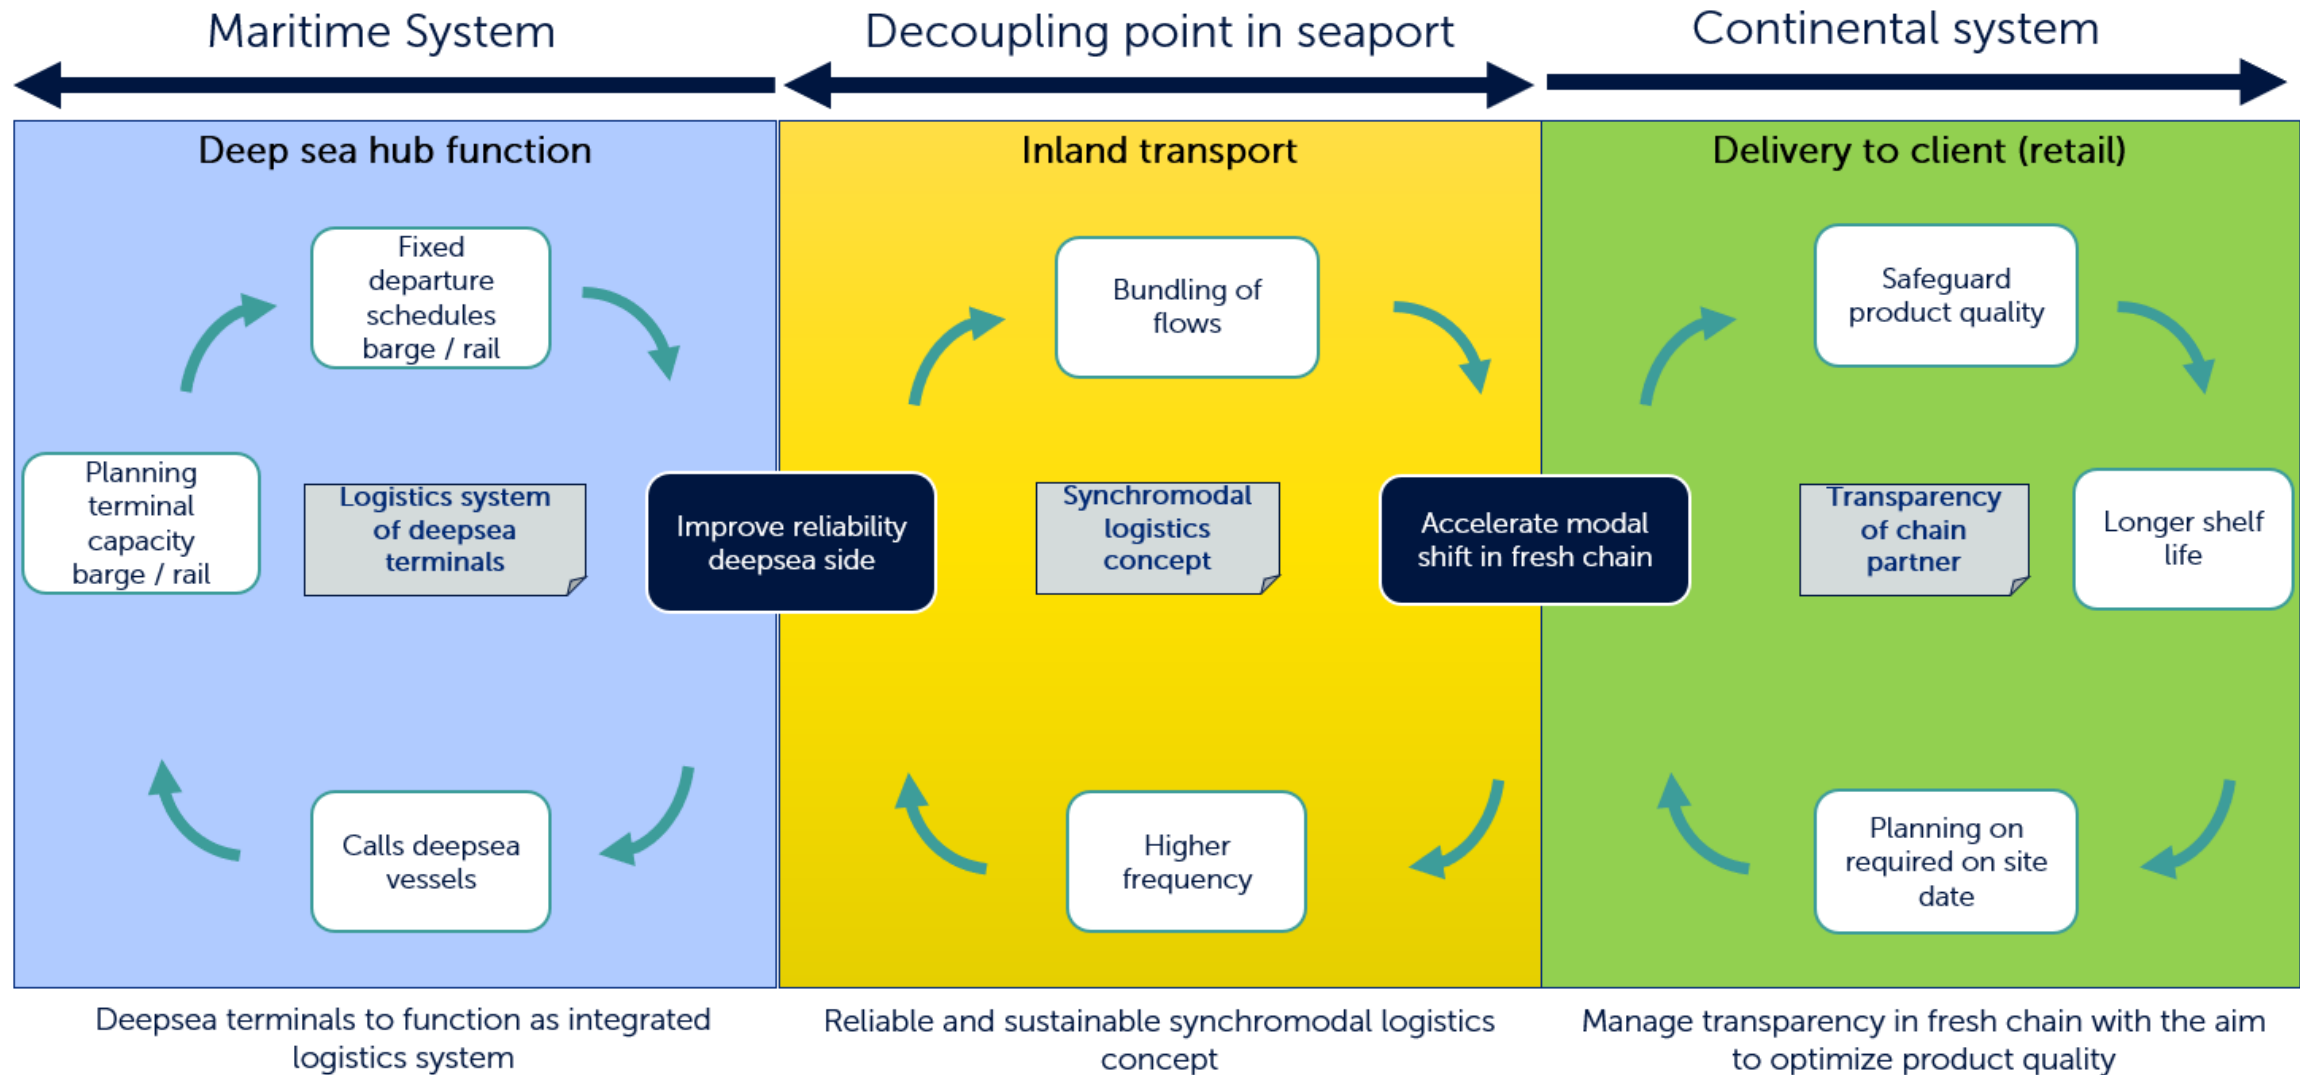 Maritime System
Decoupling point in seaport
Continental system
Deep sea hub function
Fixed
departure
schedules
barge / rail
Planning
terminal
capacity
barge / rail
Logistics system
of deepsea
terminals
Improve reliability
deepsea side
Calls deepsea
vessels
Inland transport
Bundling of
flows
Synchromodal
logistics
concept
Accelerate modal
shift in fresh chain
Higher
frequency
Delivery to client (retail)
Safeguard
product quality
Transparency
of chain
partner
Longer shelf
life
Planning on
required on site
date
Deepsea terminals to function as integrated
logistics system
Reliable and sustainable synchromodal logistics
concept
Manage transparency in fresh chain with the aim
to optimize product quality